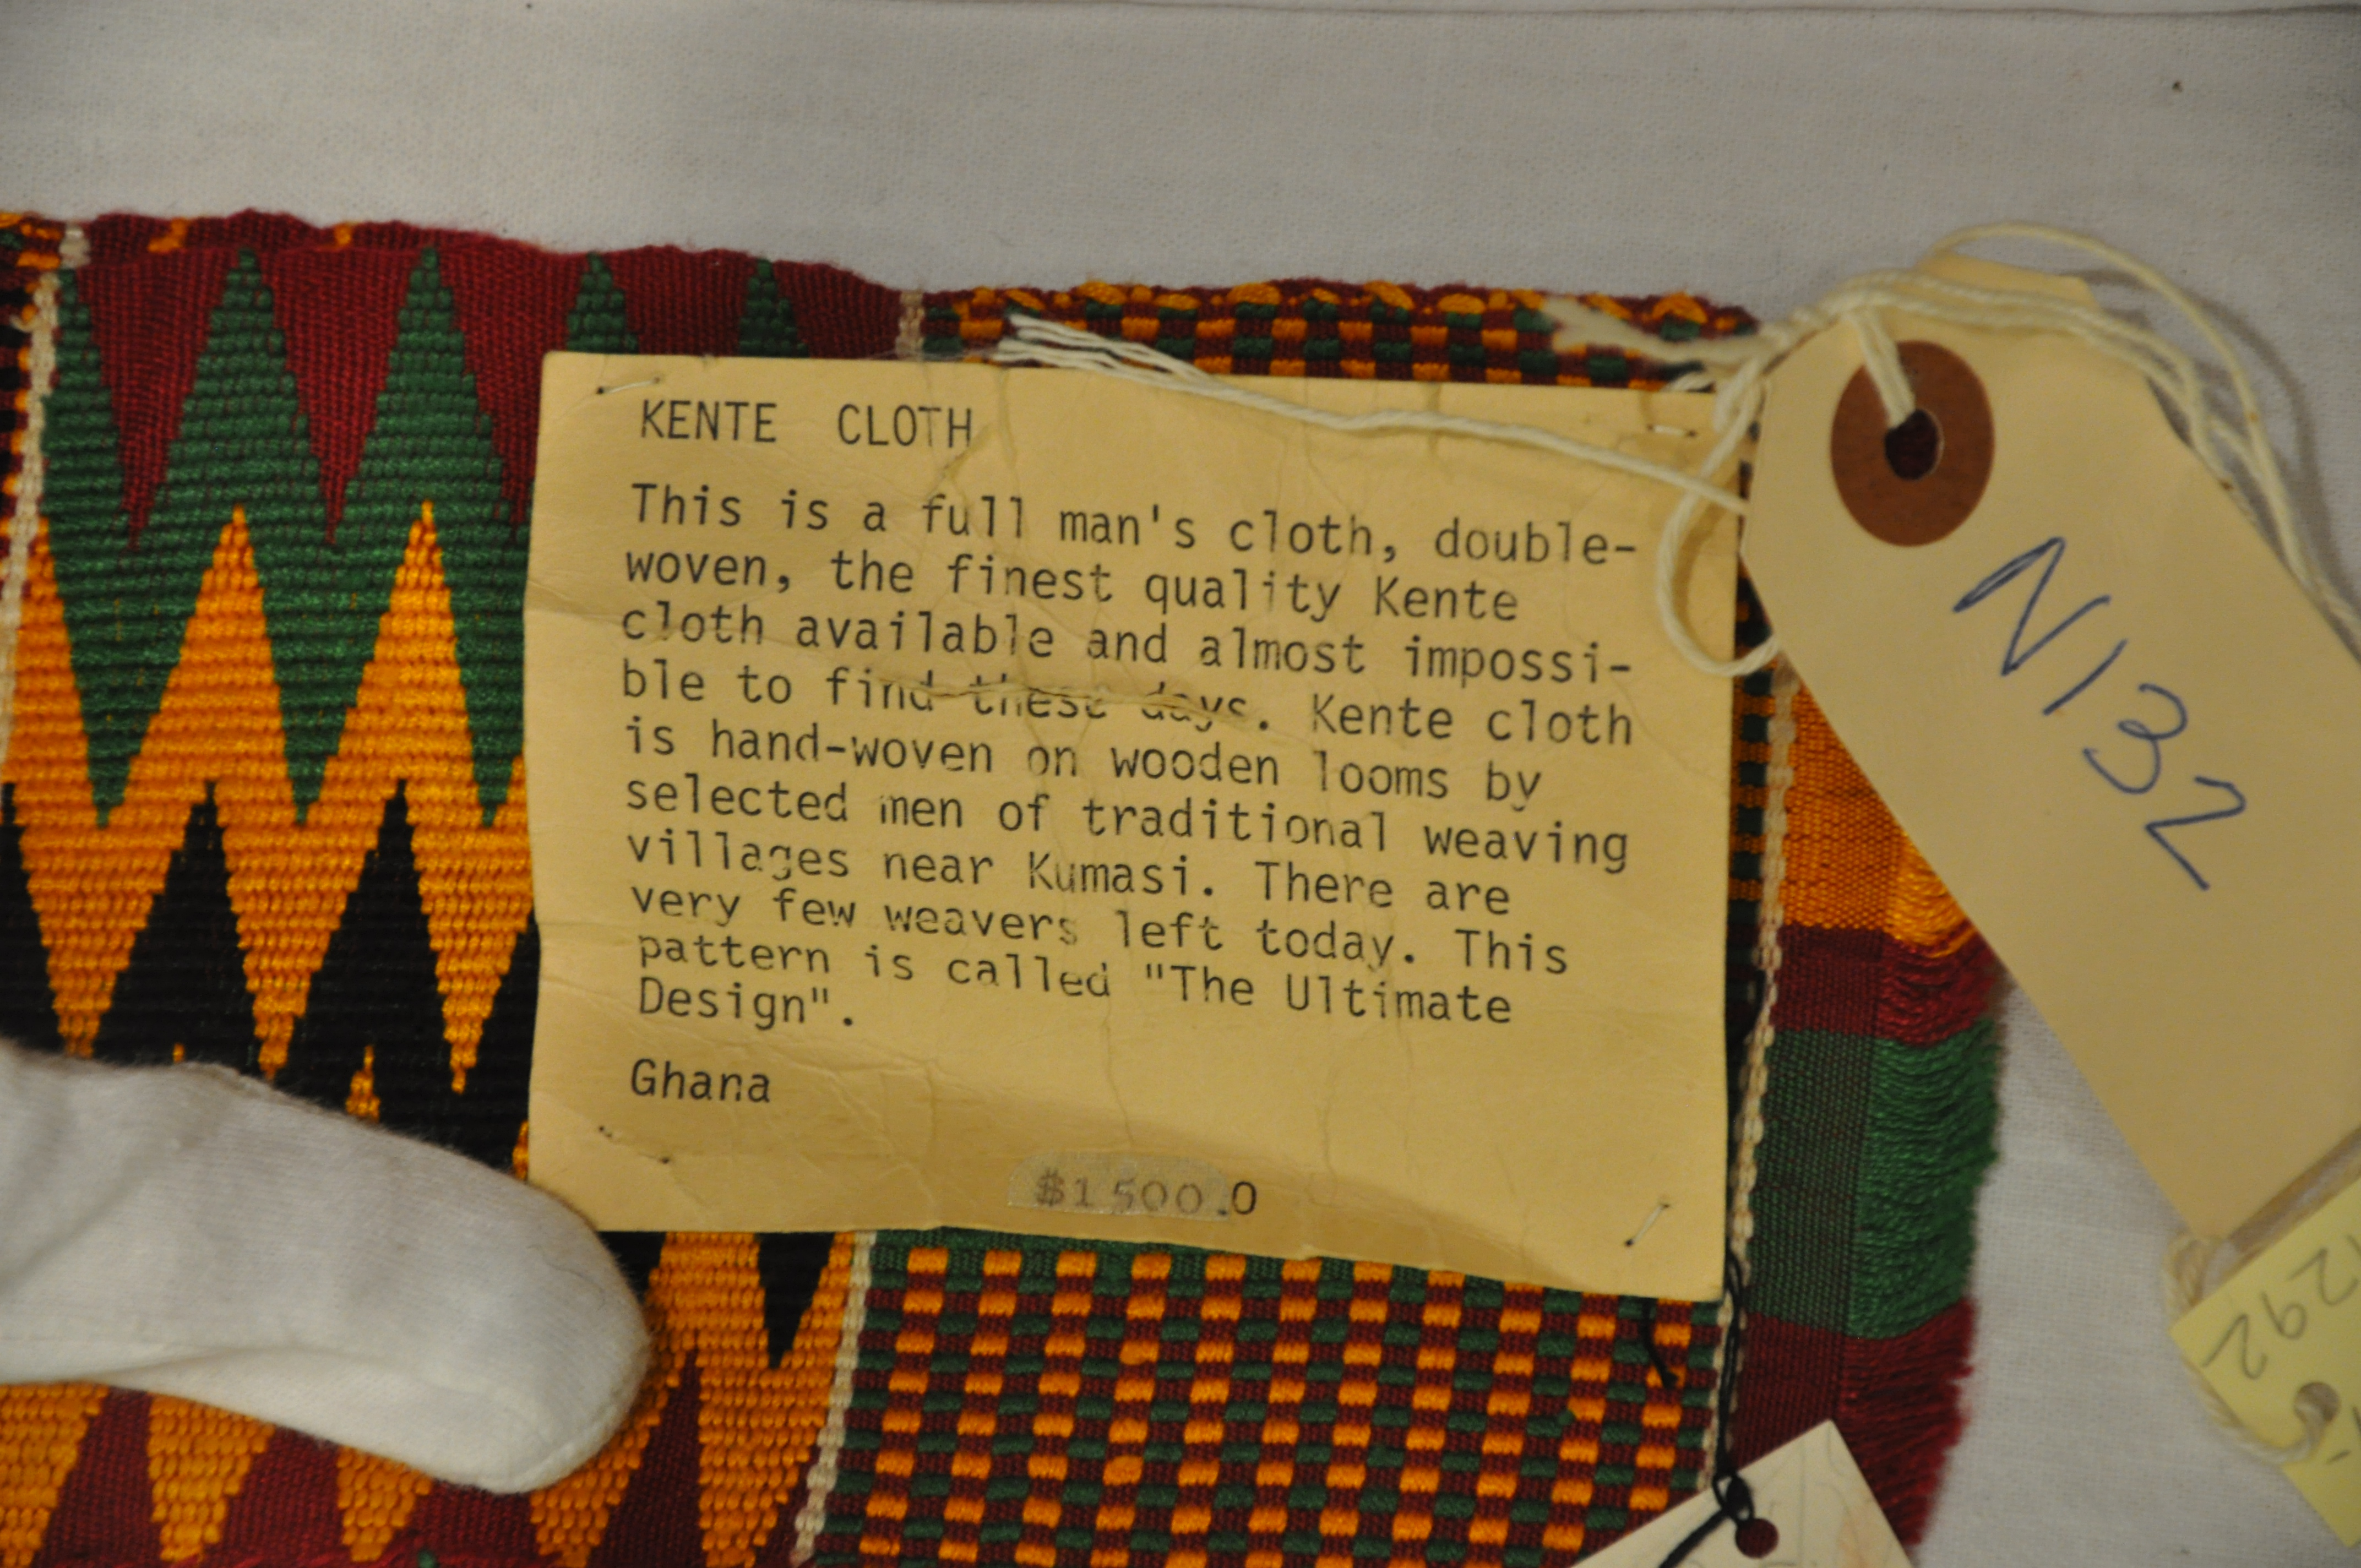 KENTE CLOTH
This is a full man's cloth, double-
woven, the finest quality Kente
cloth available and almost impossi-
ble to find these days. Kente cloth
is hand-woven on wooden looms by
selected men of traditional weaving
villages near Kumasi. There are
very few weavers left today. This
pattern is called "The Ultimate
Design".
Ghana
$1500.0
N132
292